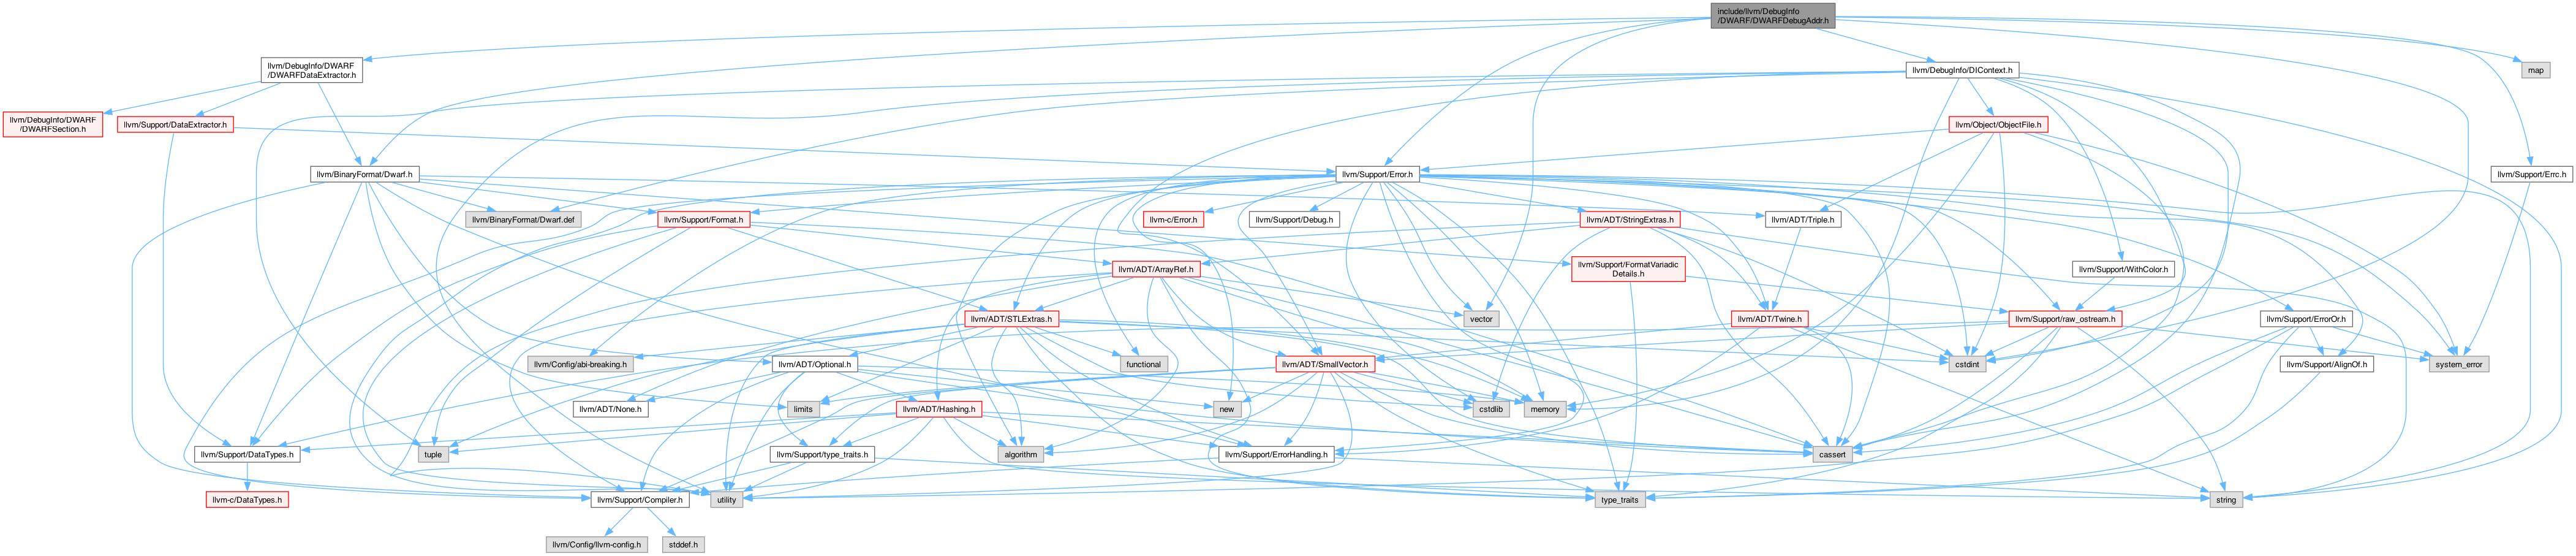 include/llvm/DebugInfo
/DWARF/DWARFDebugAddr.h
llvm/DebugInfo/DWARF
/DWARFDataExtractor.h
llvm/DebugInfo/DIContext.h
map
llvm/DebugInfo/DWARF
/DWARFSection.h
llvm/Support/DataExtractor.h
llvm/Object/ObjectFile.h
llvm/BinaryFormat/Dwarf.h
llvm/Support/Error.h
llvm/Support/Errc.h
llvm/BinaryFormat/Dwarf.def
llvm/Support/Format.h
llvm-c/Error.h
llvm/Support/Debug.h
llvm/ADT/StringExtras.h
llvm/ADT/Triple.h
llvm/ADT/ArrayRef.h
llvm/Support/FormatVariadic
Details.h
llvm/Support/WithColor.h
llvm/ADT/STLExtras.h
vector
llvm/ADT/Twine.h
llvm/Support/raw_ostream.h
llvm/Support/ErrorOr.h
llvm/Config/abi-breaking.h
llvm/ADT/Optional.h
functional
llvm/ADT/SmallVector.h
cstdint
llvm/Support/AlignOf.h
system_error
llvm/ADT/None.h
limits
llvm/ADT/Hashing.h
new
cstdlib
memory
llvm/Support/DataTypes.h
tuple
llvm/Support/type_traits.h
algorithm
llvm/Support/ErrorHandling.h
cassert
llvm-c/DataTypes.h
llvm/Support/Compiler.h
utility
type_traits
string
llvm/Config/llvm-config.h
stddef.h